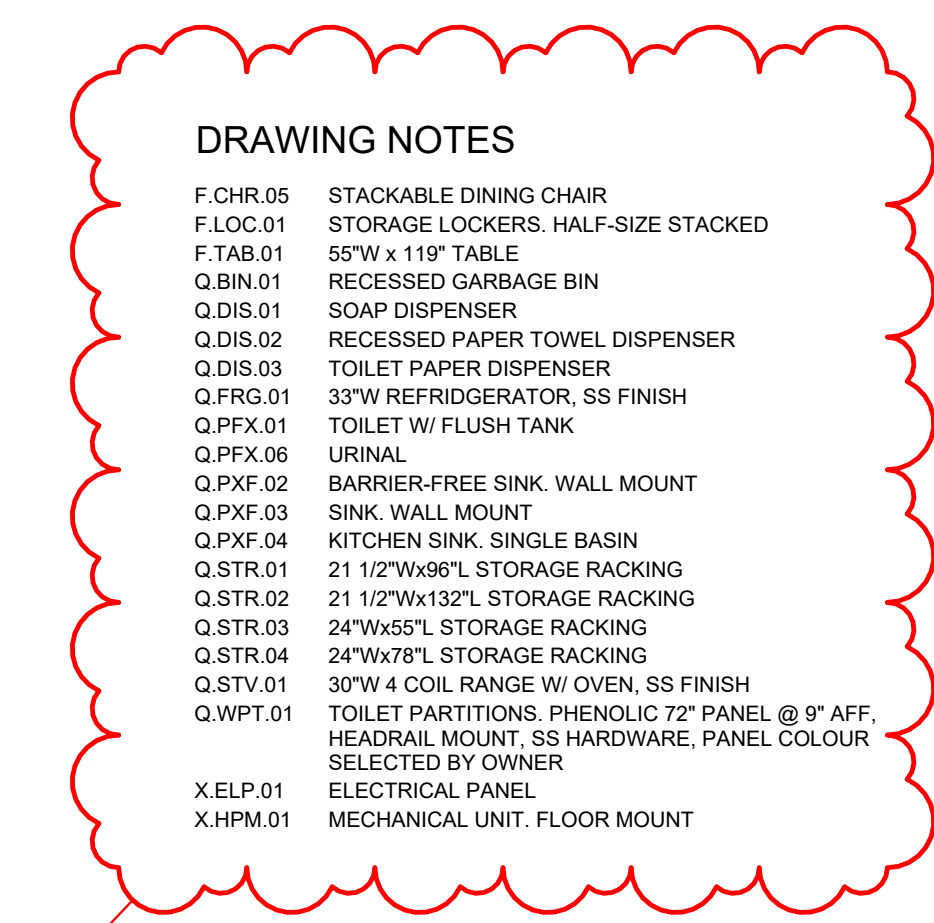 DRAWING NOTES
F.CHR.05 STACKABLE DINING CHAIR
F.LOC.01 STORAGE LOCKERS. HALF-SIZE STACKED
F.TAB.01 55"W x 119" TABLE
Q.BIN.01 RECESSED GARBAGE BIN
Q.DIS.01 SOAP DISPENSER
Q.DIS.02 RECESSED PAPER TOWEL DISPENSER
Q.DIS.03 TOILET PAPER DISPENSER
Q.FRG.01 33"W REFRIDGERATOR, SS FINISH
Q.PFX.01 TOILET W/ FLUSH TANK
Q.PFX.06 URINAL
Q.PXF.02 BARRIER-FREE SINK. WALL MOUNT
Q.PXF.03 SINK. WALL MOUNT
Q.PXF.04 KITCHEN SINK. SINGLE BASIN
Q.STR.01 21 1/2"Wx96"L STORAGE RACKING
Q.STR.02 21 1/2"Wx132"L STORAGE RACKING
Q.STR.03 24"Wx55"L STORAGE RACKING
Q.STR.04 24"Wx78"L STORAGE RACKING
Q.STV.01 30"W 4 COIL RANGE W/ OVEN, SS FINISH
Q.WPT.01 TOILET PARTITIONS. PHENOLIC 72" PANEL @ 9" AFF,
HEADRAIL MOUNT, SS HARDWARE, PANEL COLOUR
SELECTED BY OWNER
X.ELP.01 ELECTRICAL PANEL
X.HPM.01 MECHANICAL UNIT. FLOOR MOUNT